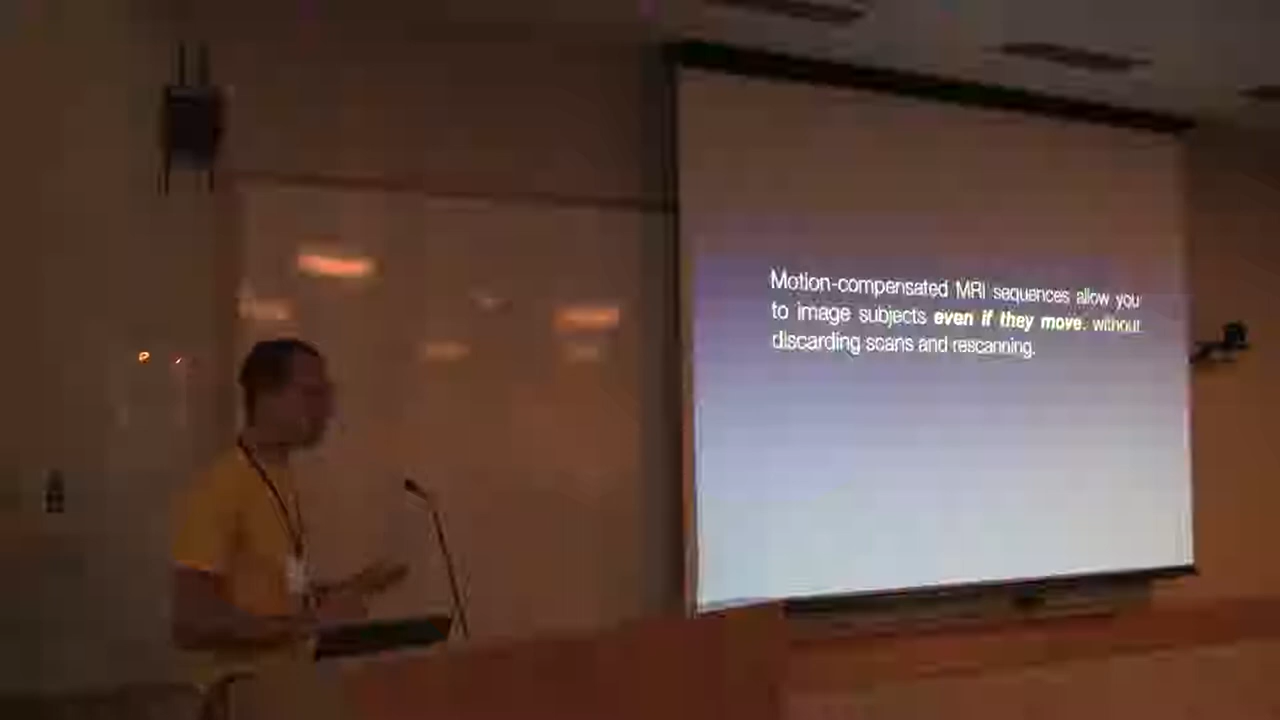 Motion-compensated MRI sequences allow you
to image subjects even if they move, without
discarding scans and rescanning.